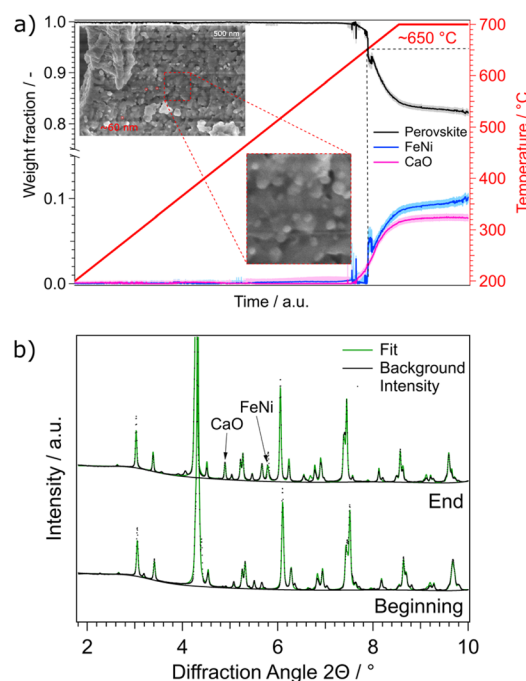 a)
Weight fraction / -
1.0
0.9
0.8
0.1
0.0
500 nm
~60 nm
~650 °C
Perovskite
FeNi
CaO
700
600
500
400
300
200
Temperature / °C
Time / a.u.
b)
Intensity / a.u.
Fit
Background
Intensity
CaO
FeNi
End
Beginning
2
4
6
8
10
Diffraction Angle 2Θ / °